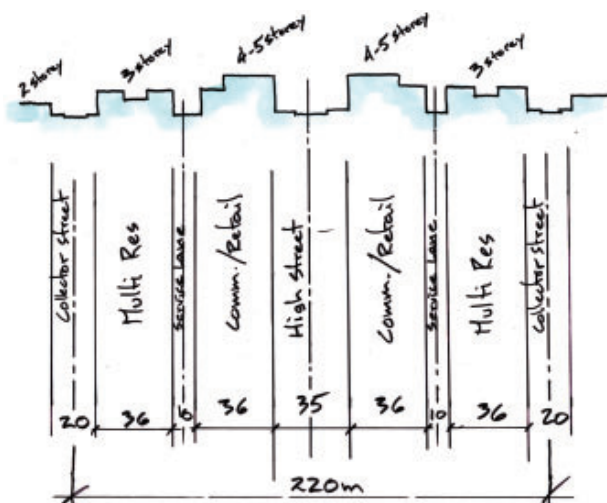 2 storey
3 storey
4-5 storey
4-5 storey
3 storey
Collector street
Multi Res
Service Lane
Comm./Retail
High Street
Comm./Retail
Service Lane
Multi Res
Collector street
20
36
36
35
36
10
36
20
220m